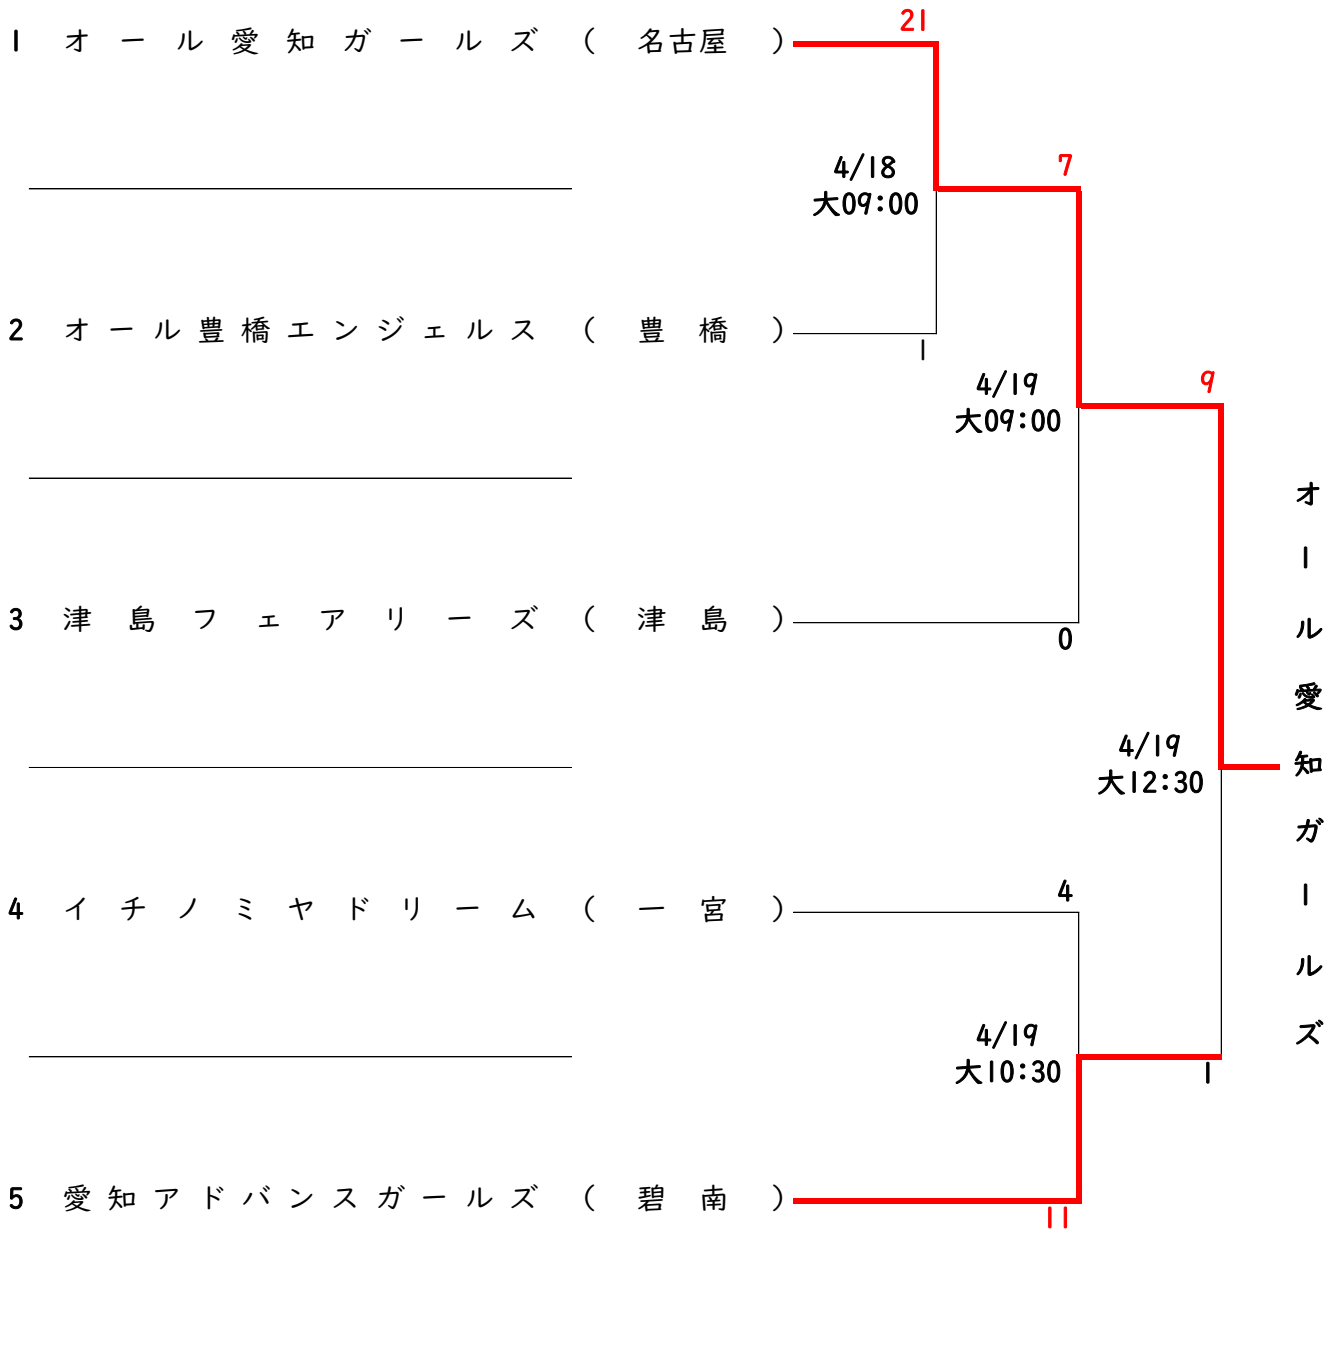 1 オール愛知ガールズ（名古屋）
21
4/18
大09:00
7
2 オール豊橋エンジェルス（豊橋）
1
4/19
大09:00
9
3 津島フェアリーズ（津島）
0
4/19
大12:30
オール愛知ガールズ
4 イチノミヤドリーム（一宮）
4
4/19
大10:30
1
5 愛知アドバンスガールズ（碧南）
11